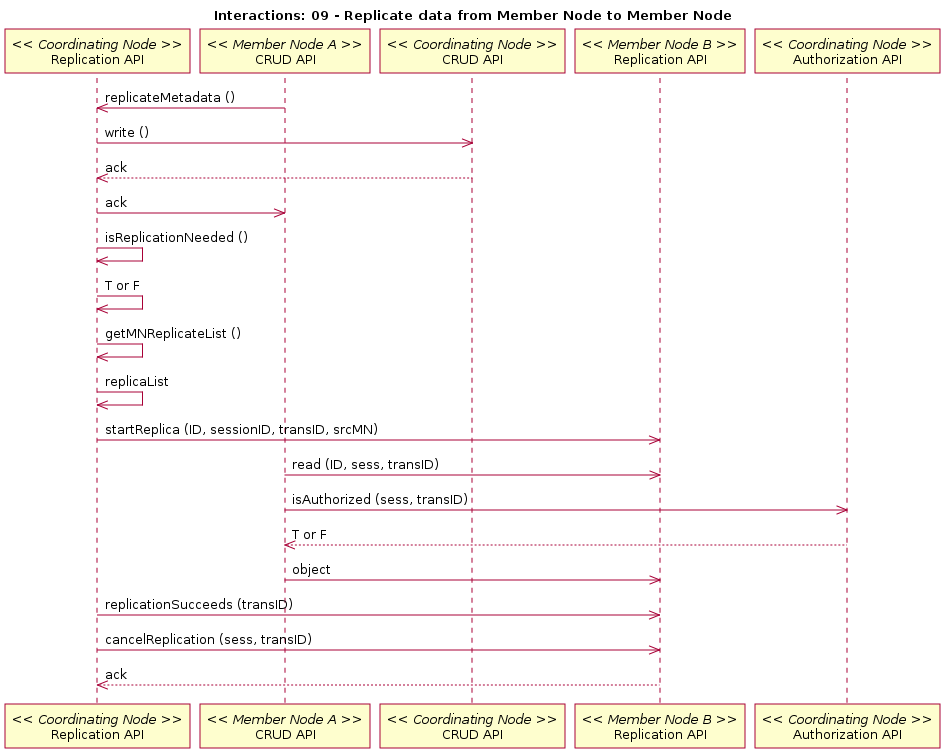 Interactions: 09 - Replicate data from Member Node to Member Node
<< Coordinating Node >>
Replication API
<< Member Node A >>
CRUD API
<< Coordinating Node >>
CRUD API
<< Member Node B >>
Replication API
<< Coordinating Node >>
Authorization API
replicateMetadata ()
write ()
ack
ack
isReplicationNeeded ()
T or F
getMNReplicateList ()
replicaList
startReplica (ID, sessionID, transID, srcMN)
read (ID, sess, transID)
isAuthorized (sess, transID)
T or F
object
replicationSucceeds (transID)
cancelReplication (sess, transID)
ack
<< Coordinating Node >>
Replication API
<< Member Node A >>
CRUD API
<< Coordinating Node >>
CRUD API
<< Member Node B >>
Replication API
<< Coordinating Node >>
Authorization API